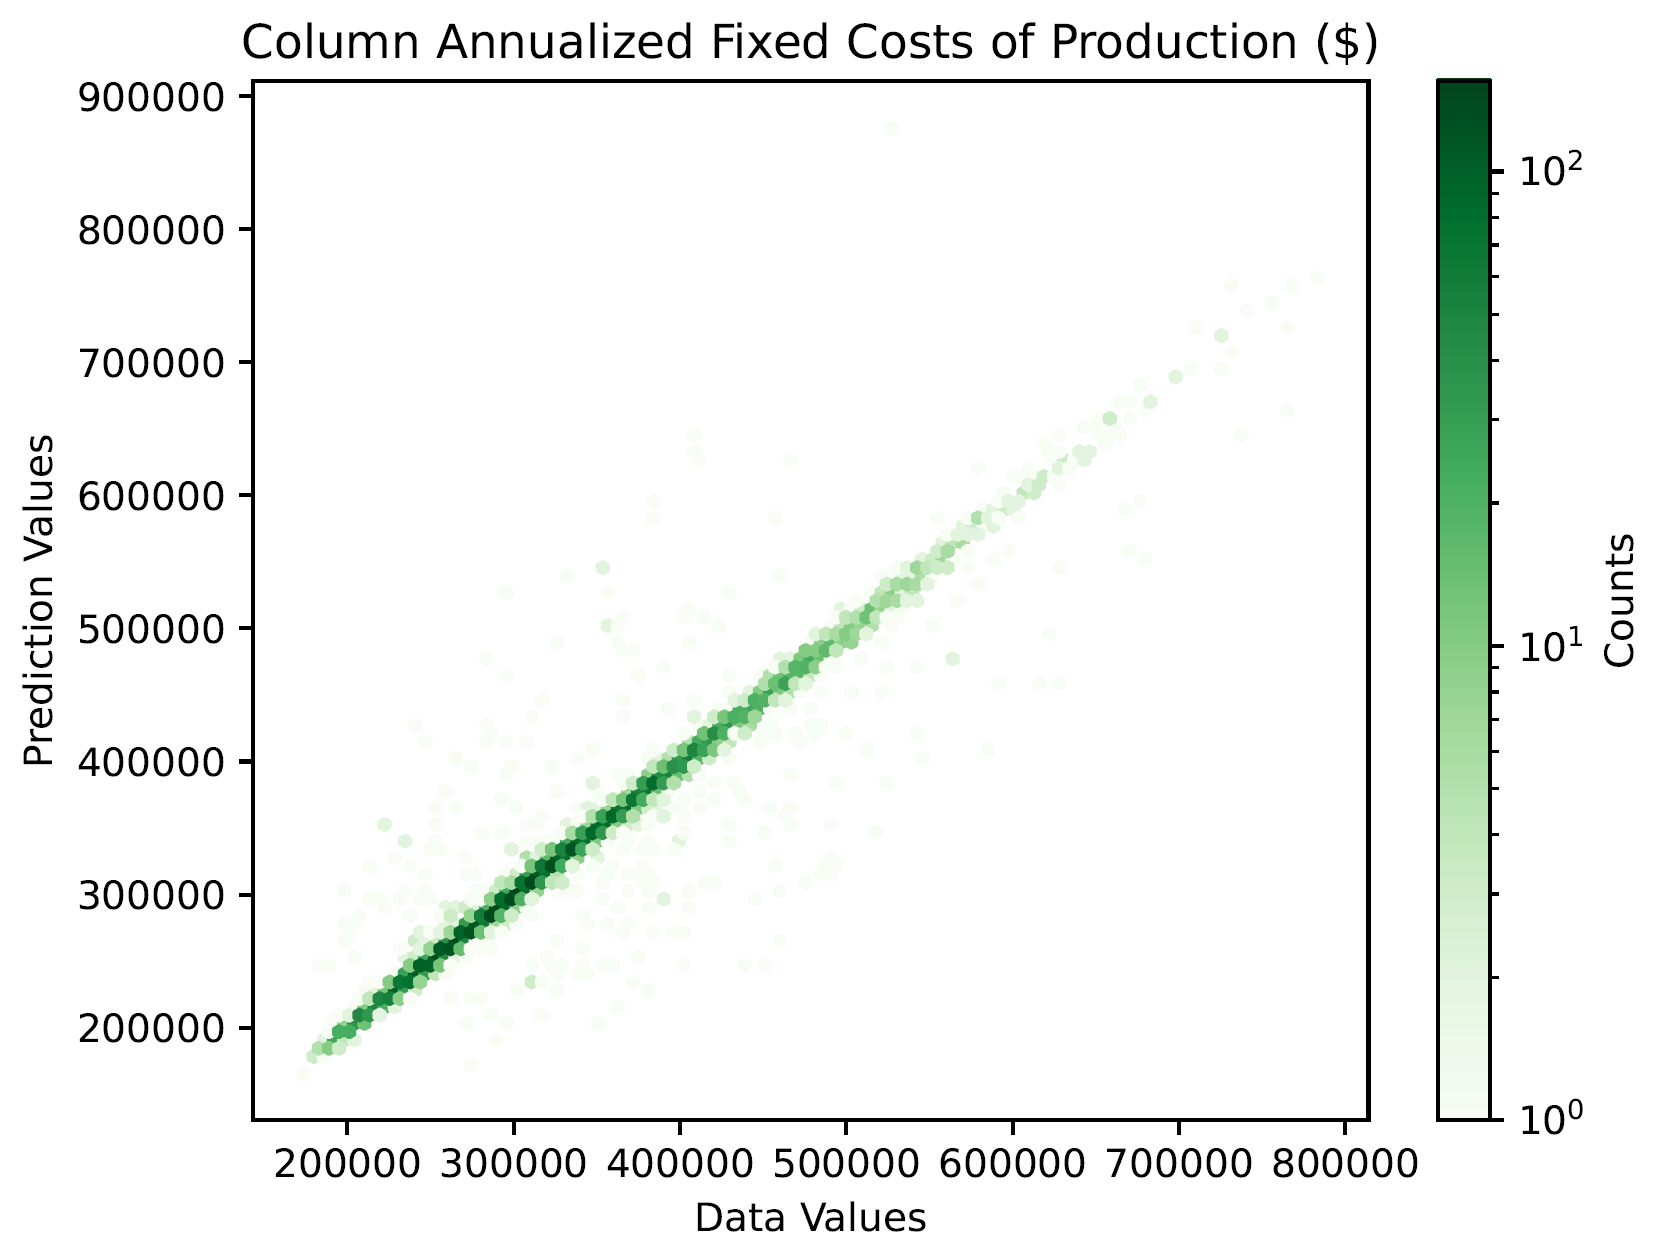 Column Annualized Fixed Costs of Production ($)
900000
800000
700000
600000
500000
400000
300000
200000
Prediction Values
200000 300000 400000 500000 600000 700000 800000
Data Values
10²
10¹
10⁰
Counts